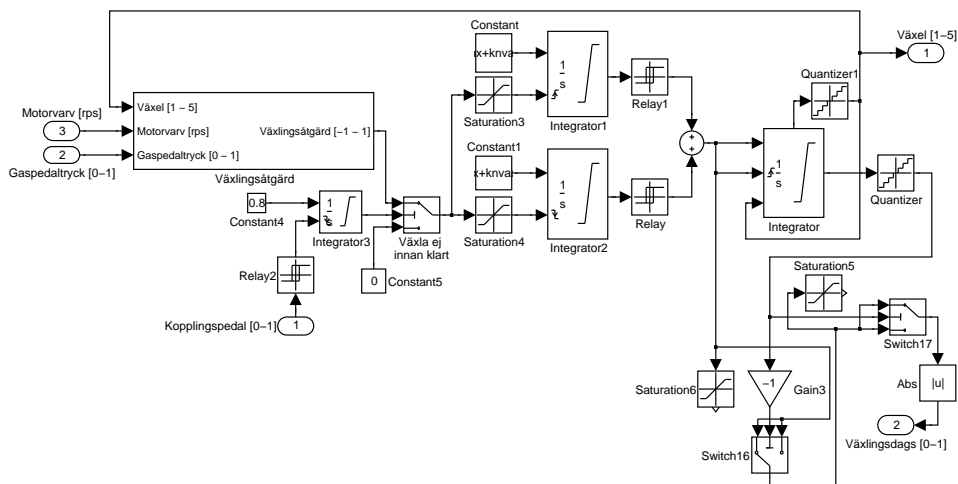 Växel [1−5]
1
Constant
x+knva
1
s
Integrator1
Relay1
Saturation3
Quantizer1
Motorvarv [rps]
3
2
Gaspedaltryck [0−1]
Växel [1 − 5]
Motorvarv [rps]
Gaspedaltryck [0 − 1]
Växlingsåtgärd [−1 − 1]
Växlingsåtgärd
Constant1
x+knva
1
s
Integrator2
Relay
Saturation4
+
+
1
s
Integrator
Quantizer
0.8
Constant4
1
s
Integrator3
Växla ej
innan klart
Relay2
0
Constant5
Kopplingspedal [0−1]
1
Saturation5
Switch17
Saturation6
−1
Gain3
Abs
|u|
2
Växlingsdags [0−1]
Switch16